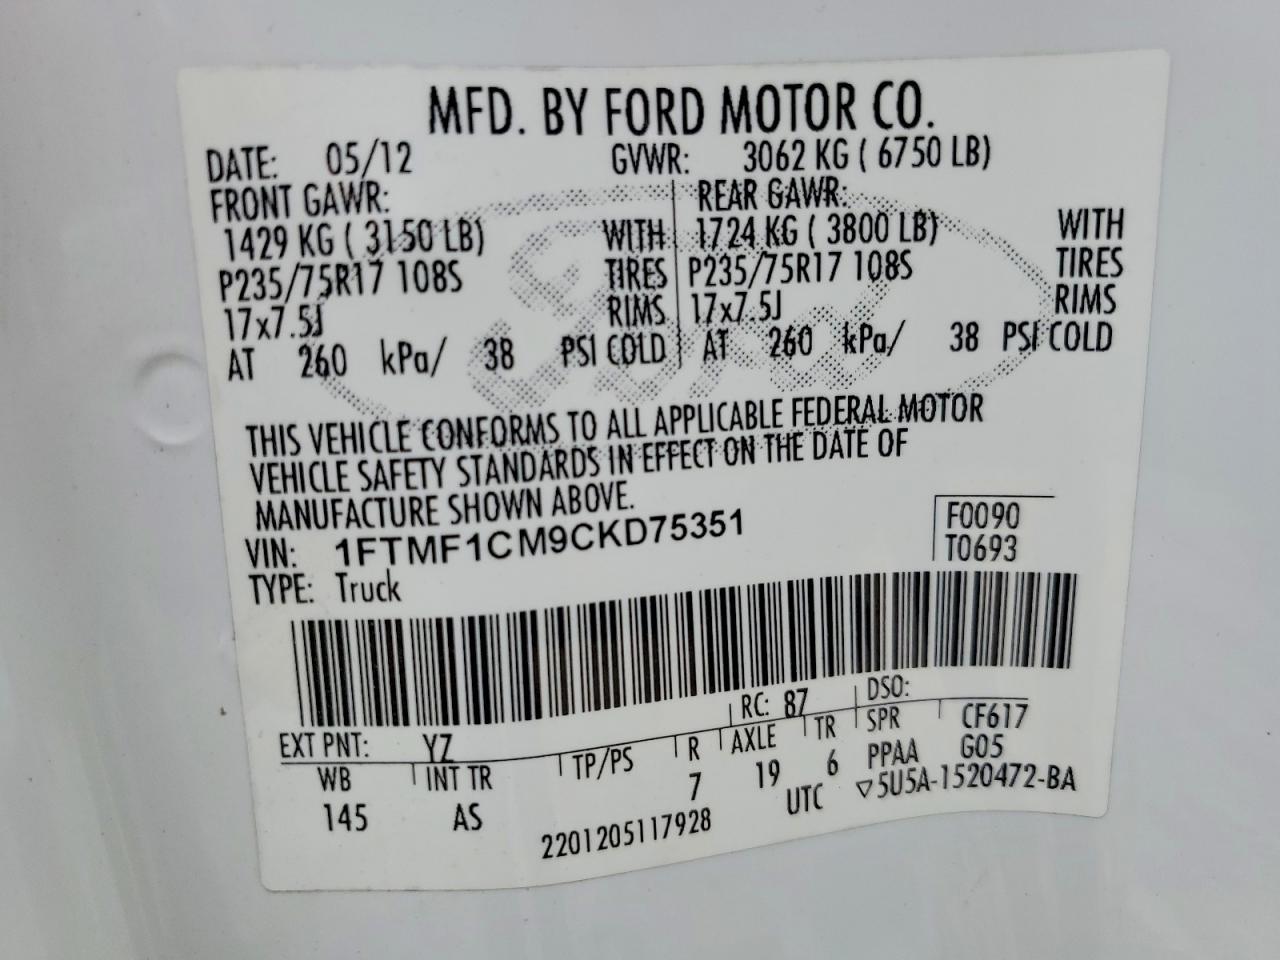 MFD. BY FORD MOTOR CO.
DATE: 05/12 GVWR: 3062 KG ( 6750 LB)
FRONT GAWR: REAR GAWR:
1429 KG ( 3150 LB) WITH 1724 KG ( 3800 LB) WITH
P235/75R17 108S TIRES P235/75R17 108S TIRES
17x7.5J RIMS 17x7.5J RIMS
AT 260 kPa/ 38 PSI COLD AT 260 kPa/ 38 PSI COLD
THIS VEHICLE CONFORMS TO ALL APPLICABLE FEDERAL MOTOR
VEHICLE SAFETY STANDARDS IN EFFECT ON THE DATE OF
MANUFACTURE SHOWN ABOVE.
VIN: 1FTMF1CM9CKD75351 F0090
TYPE: Truck T0693
RC: 87 DSO:
EXT PNT: YZ
WB INT TR TP/PS R AXLE TR SPR CF617
145 AS 7 19 6 PPAA G05
2201205117928 UTC ▽5U5A-1520472-BA